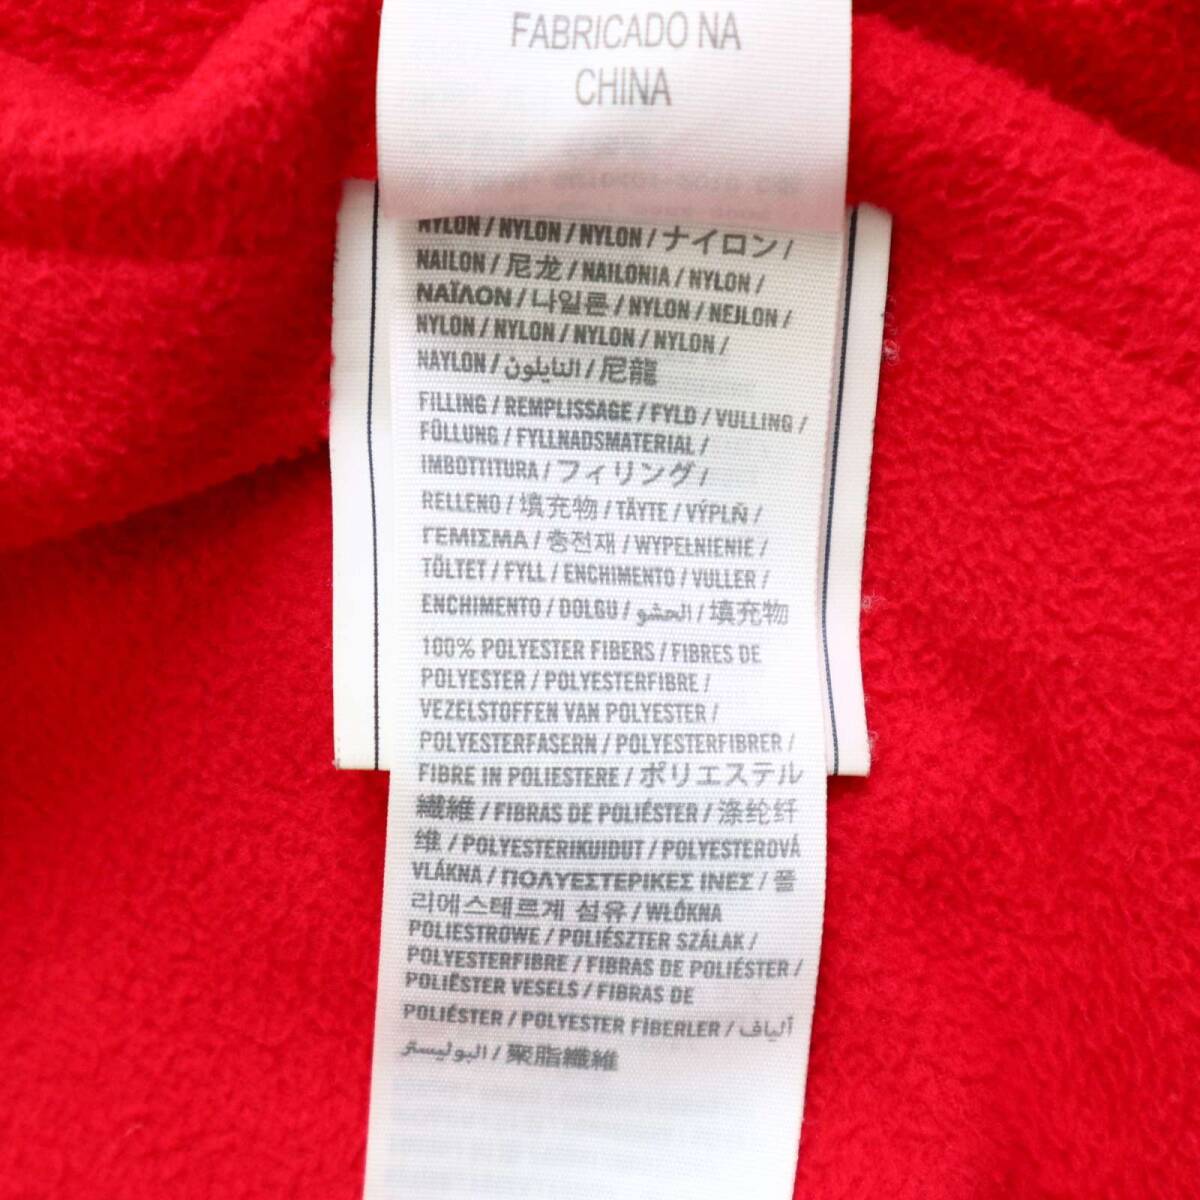 FABRICADO NA
CHINA
NYLON / NYLON / NYLON / ナイロン /
NAILON / 尼龙 / NAILONIA / NYLON /
ΝΑΪΛΟΝ / 나일론 / NYLON / NEJLON /
NYLON / NYLON / NYLON / NYLON /
NAYLON / النايلون / 尼龍
FILLING / REMPLISSAGE / FYLD / VULLING /
FÜLLUNG / FYLLNADSMATERIAL /
IMBOTTITURA / フィリング /
RELLENO / 填充物 / TÄYTE / VÝPLŇ /
ΓΕΜΙΣΜΑ / 충전재 / WYPEŁNIENIE /
TÖLTET / FYLL / ENCHIMENTO / VULLER /
ENCHIMENTO / DOLGU / الحشو / 填充物
100% POLYESTER FIBERS / FIBRES DE
POLYESTER / POLYESTERFIBRE /
VEZELSTOFFEN VAN POLYESTER /
POLYESTERFASERN / POLYESTERFIBRER /
FIBRE IN POLIESTERE / ポリエステル
繊維 / FIBRAS DE POLIÉSTER / 涤纶纤
维 / POLYESTERIKUIDUT / POLYESTEROVÁ
VLÁKNA / ΠΟΛΥΕΣΤΕΡΙΚΕΣ ΙΝΕΣ / 폴
리에스테르계 섬유 / WŁÓKNA
POLIESTROWE / POLIÉSZTER SZÁLAK /
POLYESTERFIBRE / FIBRAS DE POLIÉSTER /
POLIËSTER VESELS / FIBRAS DE
POLIÉSTER / POLYESTER FİBERLER / ألياف
البوليستر / 聚脂纖維